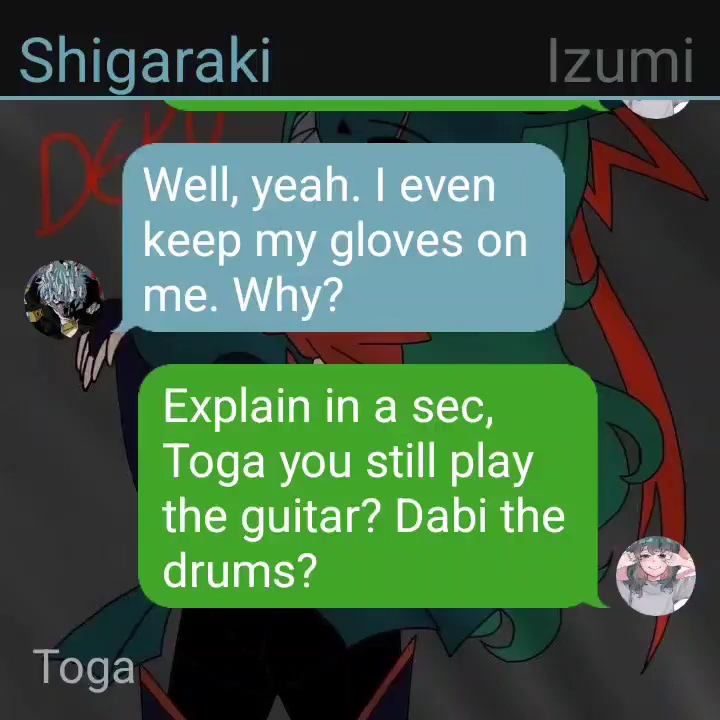 Shigaraki
Izumi
Well, yeah. I even
keep my gloves on
me. Why?
Explain in a sec,
Toga you still play
the guitar? Dabi the
drums?
Toga